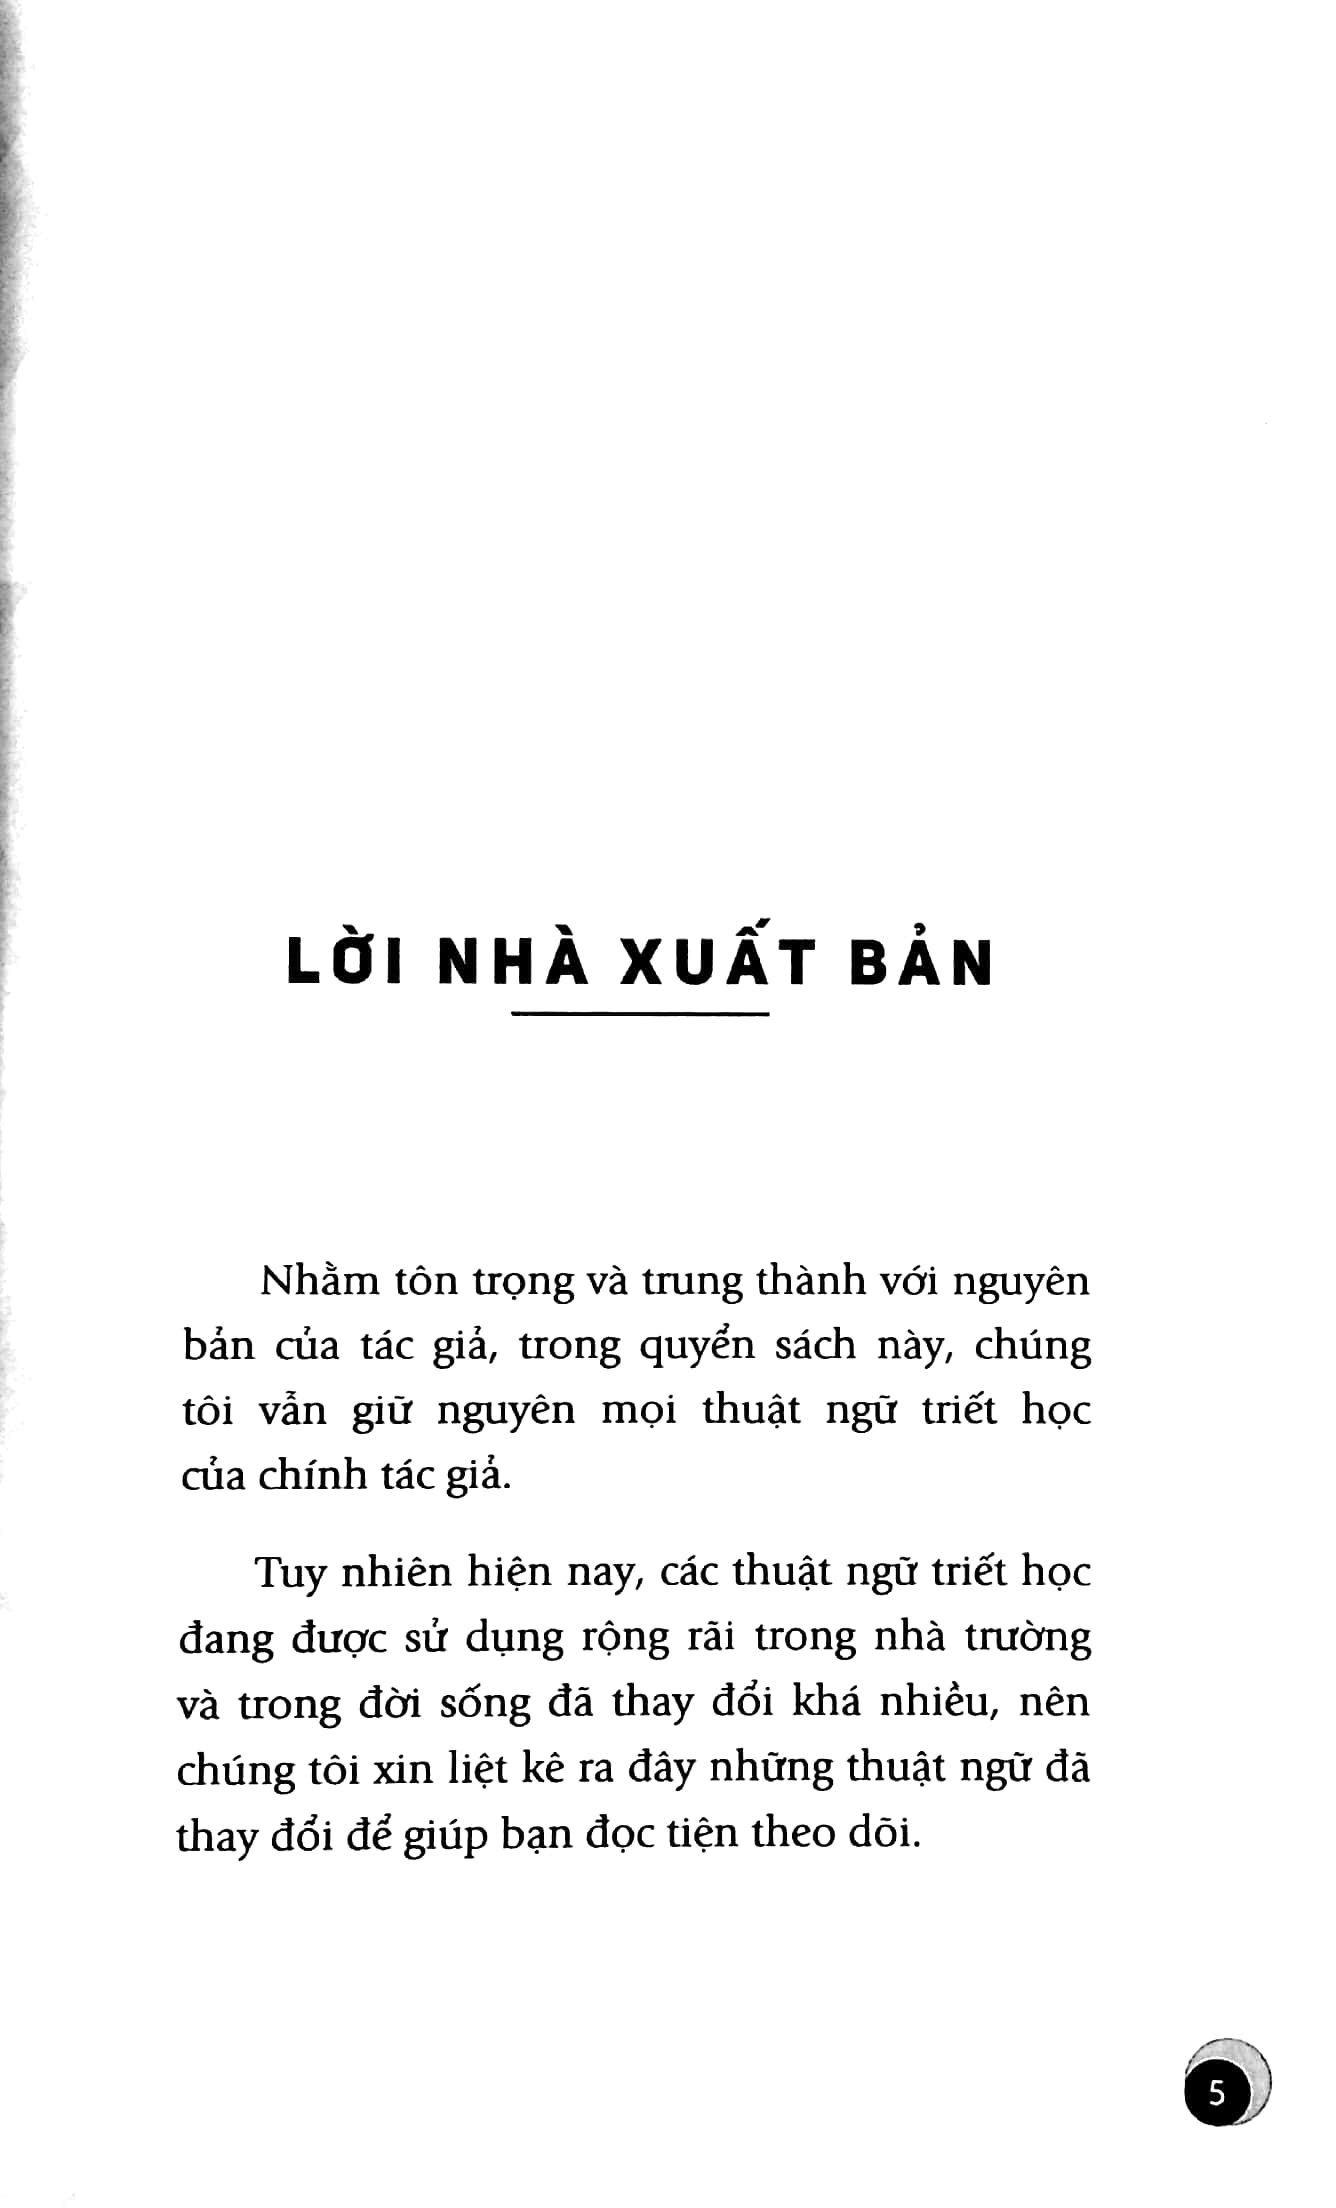 LỜI NHÀ XUẤT BẢN
Nhằm tôn trọng và trung thành với nguyên
bản của tác giả, trong quyển sách này, chúng
tôi vẫn giữ nguyên mọi thuật ngữ triết học
của chính tác giả.
Tuy nhiên hiện nay, các thuật ngữ triết học
đang được sử dụng rộng rãi trong nhà trường
và trong đời sống đã thay đổi khá nhiều, nên
chúng tôi xin liệt kê ra đây những thuật ngữ đã
thay đổi để giúp bạn đọc tiện theo dõi.
5